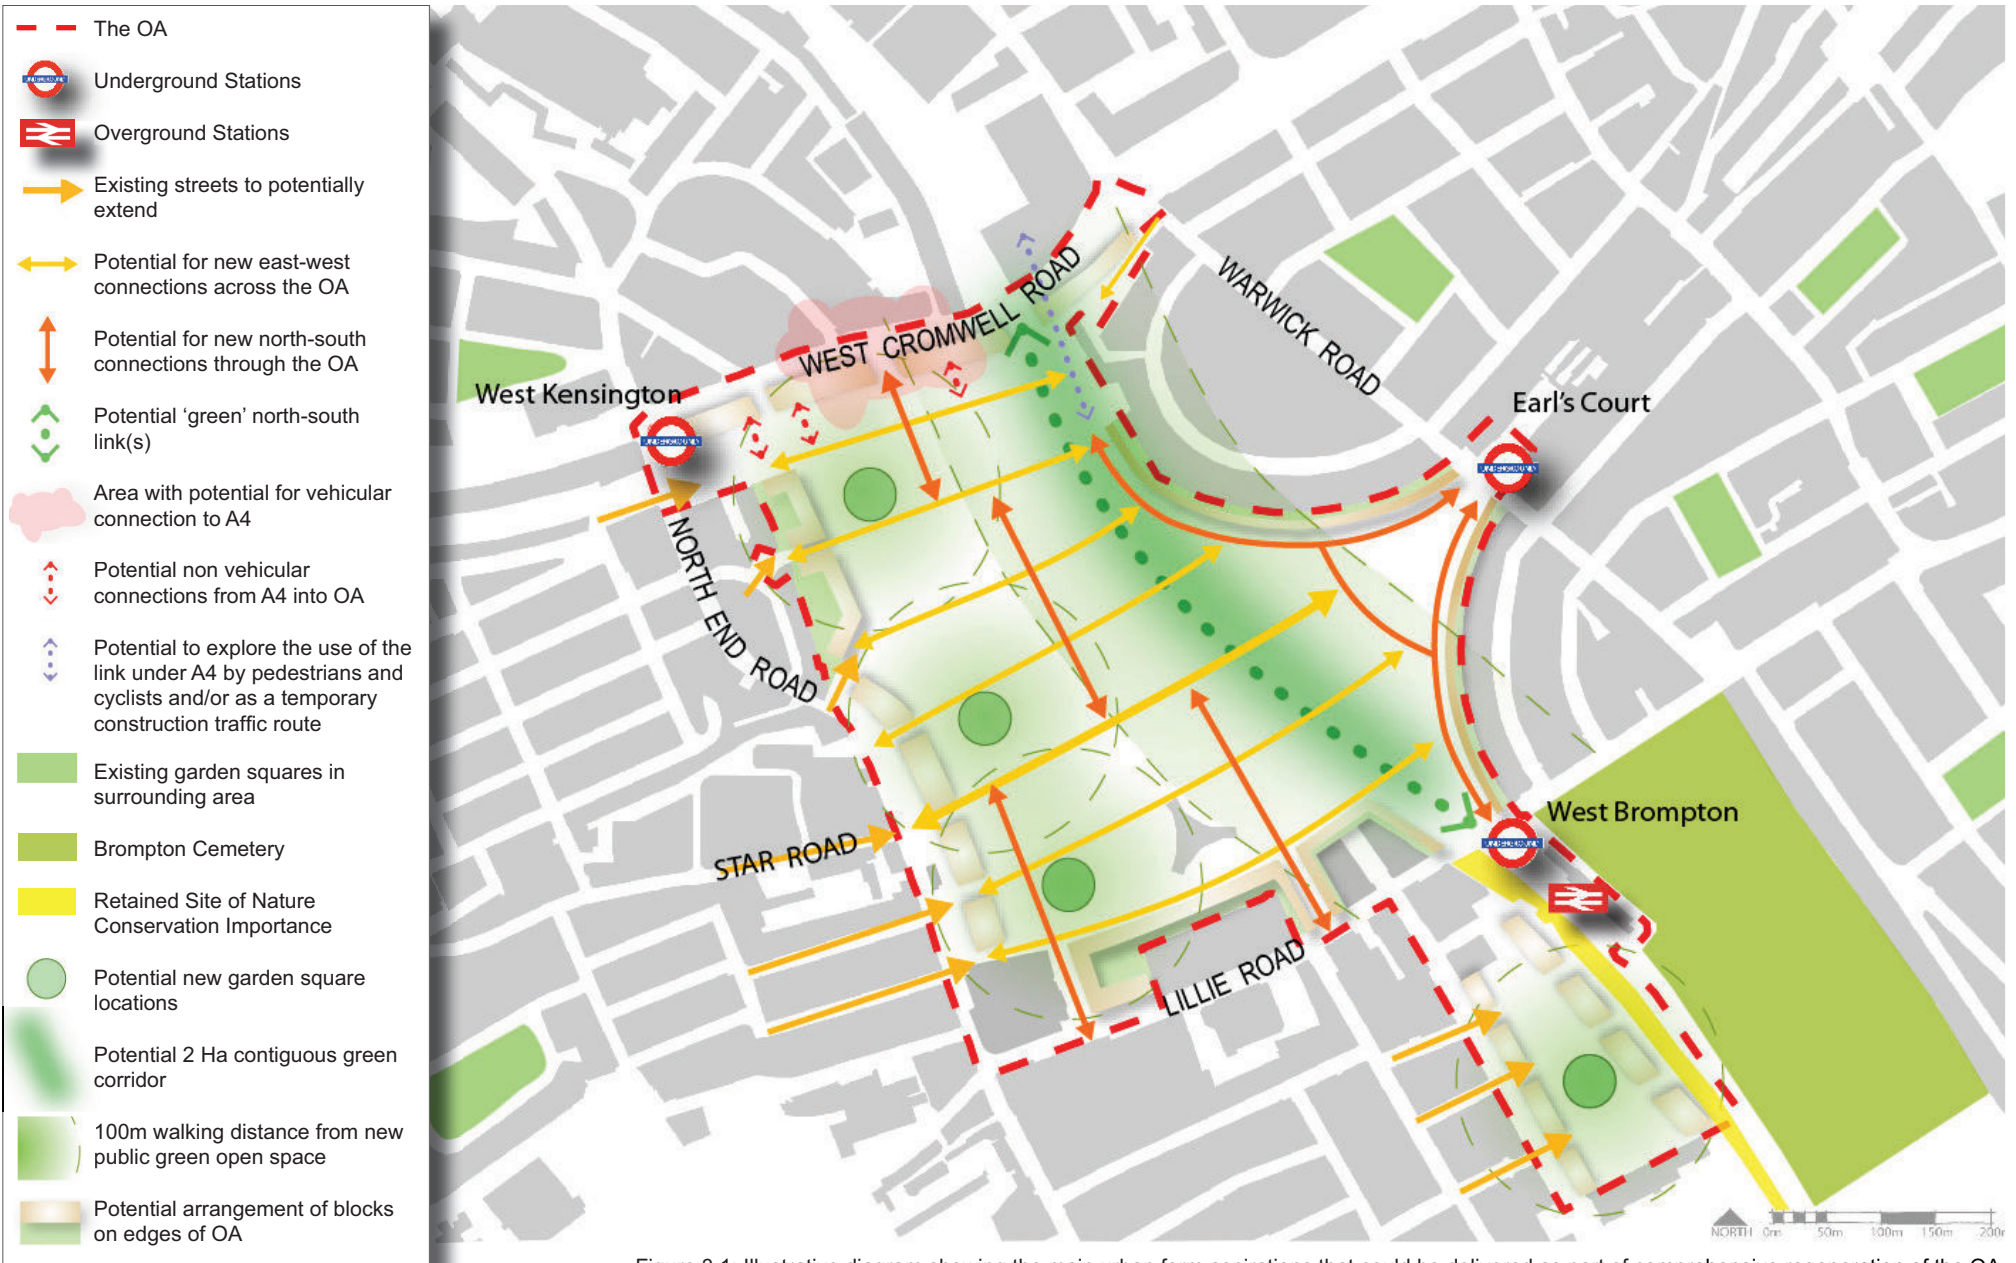 The OA
Underground Stations
Overground Stations
Existing streets to potentially
extend
Potential for new east-west
connections across the OA
Potential for new north-south
connections through the OA
Potential ‘green’ north-south
link(s)
Area with potential for vehicular
connection to A4
Potential non vehicular
connections from A4 into OA
Potential to explore the use of the
link under A4 by pedestrians and
cyclists and/or as a temporary
construction traffic route
Existing garden squares in
surrounding area
Brompton Cemetery
Retained Site of Nature
Conservation Importance
Potential new garden square
locations
Potential 2 Ha contiguous green
corridor
100m walking distance from new
public green open space
Potential arrangement of blocks
on edges of OA
WEST CROMWELL ROAD
WARWICK ROAD
West Kensington
Earl's Court
NORTH END ROAD
STAR ROAD
West Brompton
LILLIE ROAD
NORTH 0m 50m 100m 150m 200m